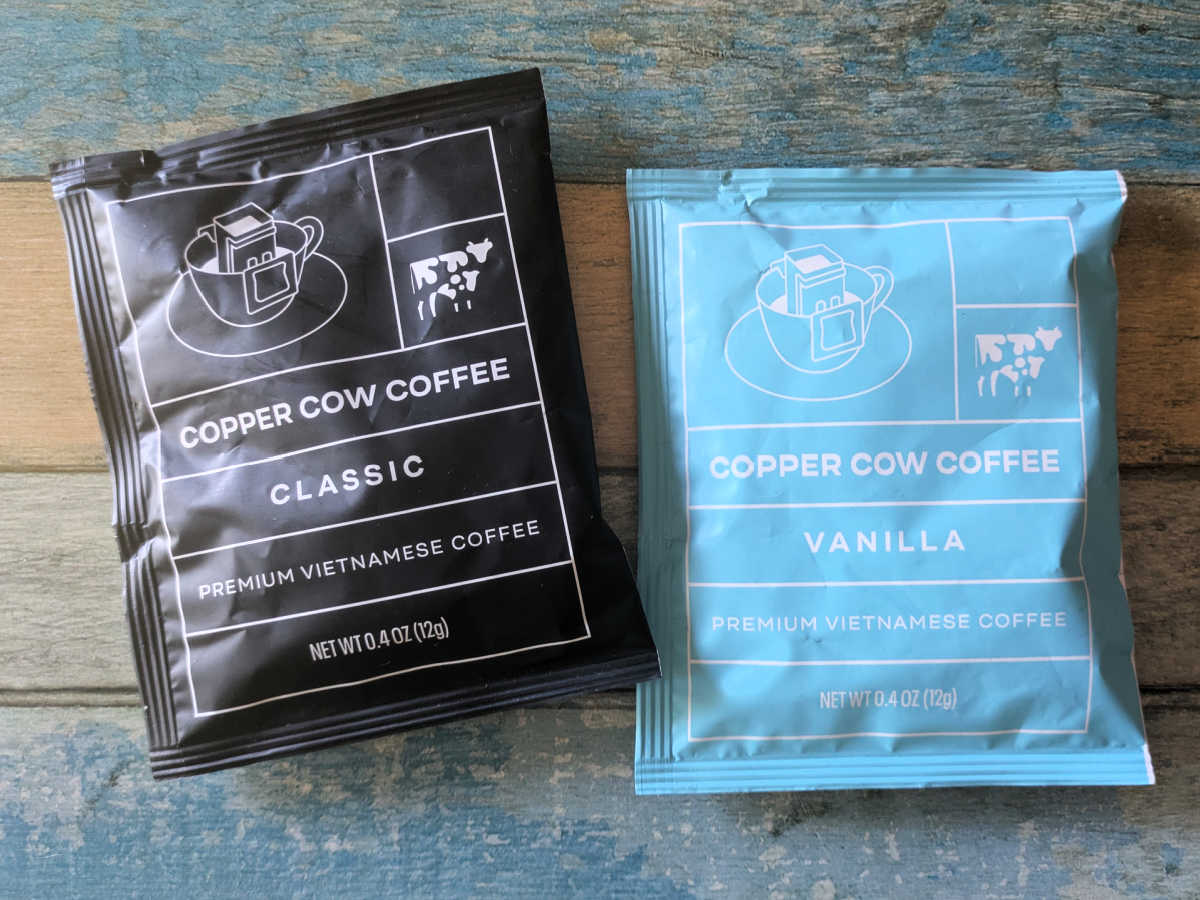 COPPER COW COFFEE
CLASSIC
PREMIUM VIETNAMESE COFFEE
NET WT 0.4 OZ (12g)
COPPER COW COFFEE
VANILLA
PREMIUM VIETNAMESE COFFEE
NET WT 0.4 OZ (12g)